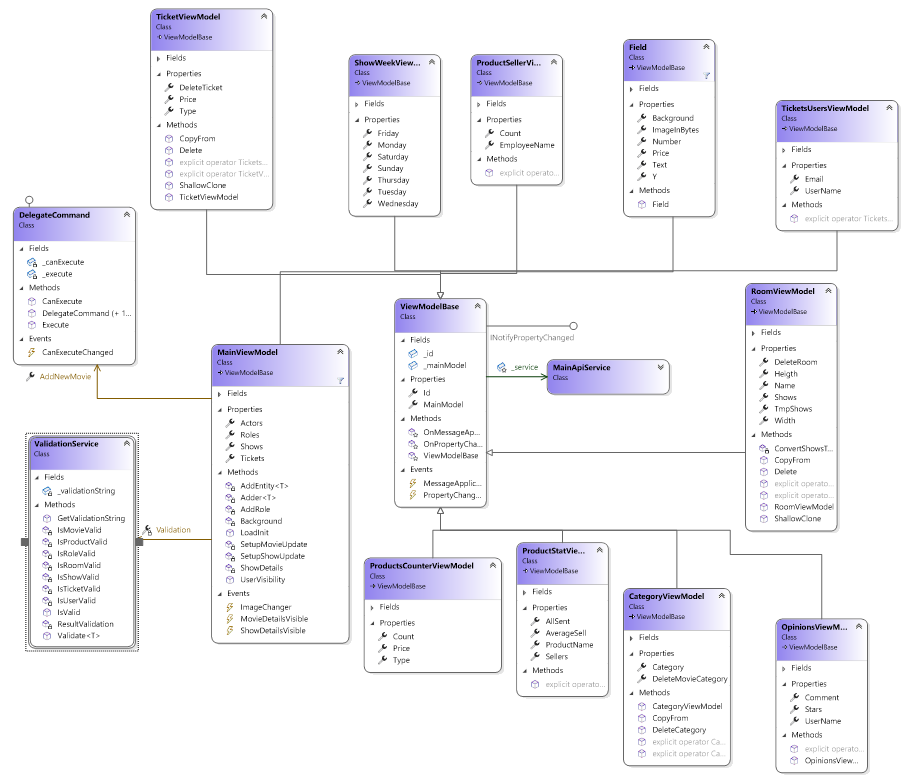 TicketViewModel
Class
ViewModelBase
Fields
Properties
DeleteTicket
Price
Type
Methods
CopyFrom
Delete
explicit operator Tickets...
explicit operator TicketV...
ShallowClone
TicketViewModel
ShowWeekView...
Class
ViewModelBase
Fields
Properties
Friday
Monday
Saturday
Sunday
Thursday
Tuesday
Wednesday
ProductSellerVi...
Class
ViewModelBase
Fields
Properties
Count
EmployeeName
Methods
explicit operato...
Field
Class
ViewModelBase
Fields
Properties
Background
ImageInBytes
Number
Price
Text
Y
Methods
Field
TicketsUsersViewModel
Class
ViewModelBase
Fields
Properties
Email
UserName
Methods
explicit operator Tickets...
DelegateCommand
Class
Fields
_canExecute
_execute
Methods
CanExecute
DelegateCommand (+ 1...
Execute
Events
CanExecuteChanged
AddNewMovie
ViewModelBase
Class
Fields
_id
_mainModel
Properties
Id
MainModel
Methods
OnMessageAp...
OnPropertyCha...
ViewModelBase
Events
MessageApplic...
PropertyChang...
INotifyPropertyChanged
_service
MainApiService
Class
RoomViewModel
Class
ViewModelBase
Fields
Properties
DeleteRoom
Heigth
Name
Shows
TmpShows
Width
Methods
ConvertShowsT...
CopyFrom
Delete
explicit operato...
explicit operato...
RoomViewModel
ShallowClone
MainViewModel
Class
ViewModelBase
Fields
Properties
Actors
Roles
Shows
Tickets
Methods
AddEntity<T>
Adder<T>
AddRole
Background
LoadInit
SetupMovieUpdate
SetupShowUpdate
ShowDetails
UserVisibility
Events
ImageChanger
MovieDetailsVisible
ShowDetailsVisible
ValidationService
Class
Fields
_validationString
Methods
GetValidationString
IsMovieValid
IsProductValid
IsRoleValid
IsRoomValid
IsShowValid
IsTicketValid
IsUserValid
IsValid
ResultValidation
Validate<T>
Validation
ProductsCounterViewModel
Class
ViewModelBase
Fields
Properties
Count
Price
Type
ProductStatVie...
Class
ViewModelBase
Fields
Properties
AllSent
AverageSell
ProductName
Sellers
Methods
explicit operato...
CategoryViewModel
Class
ViewModelBase
Fields
Properties
Category
DeleteMovieCategory
Methods
CategoryViewModel
CopyFrom
DeleteCategory
explicit operator Ca...
explicit operator Ca...
OpinionsViewM...
Class
ViewModelBase
Fields
Properties
Comment
Stars
UserName
Methods
explicit operato...
OpinionsView...